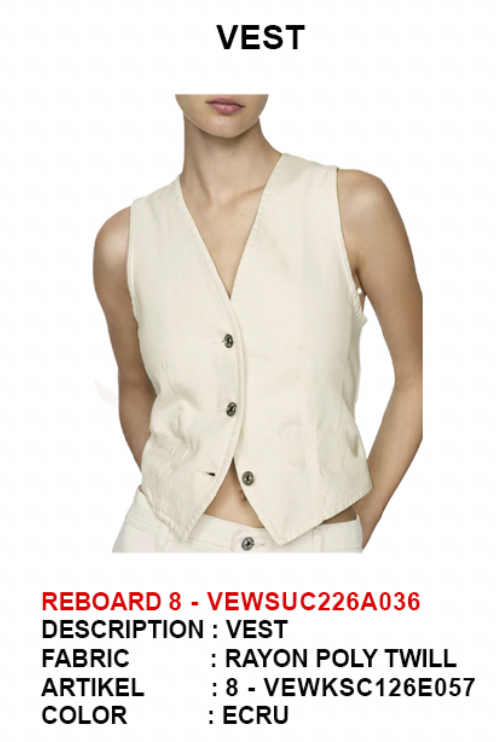 VEST
REBOARD 8 - VEWSUC226A036
DESCRIPTION : VEST
FABRIC : RAYON POLY TWILL
ARTIKEL : 8 - VEWKSC126E057
COLOR : ECRU